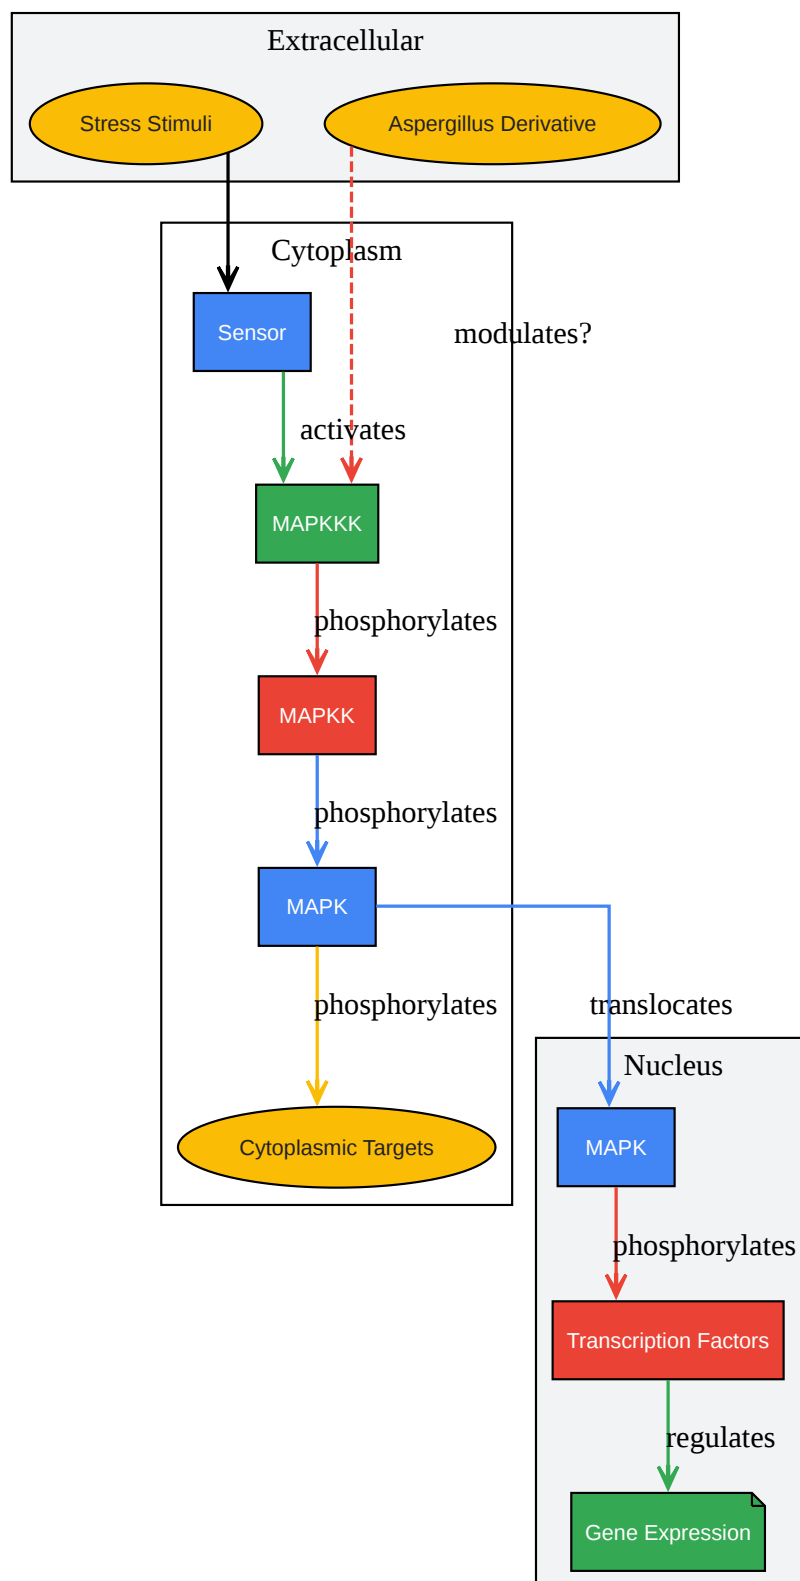 Extracellular
Stress Stimuli
Aspergillus Derivative
Cytoplasm
Sensor
modulates?
activates
MAPKKK
phosphorylates
MAPKK
phosphorylates
MAPK
phosphorylates
translocates
Nucleus
Cytoplasmic Targets
MAPK
phosphorylates
Transcription Factors
regulates
Gene Expression